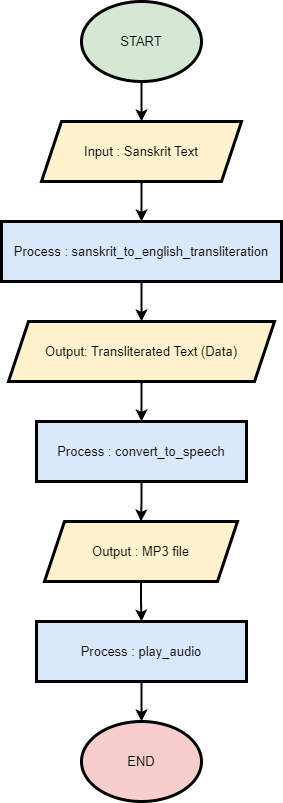 START
Input : Sanskrit Text
Process : sanskrit_to_english_transliteration
Output: Transliterated Text (Data)
Process : convert_to_speech
Output : MP3 file
Process : play_audio
END